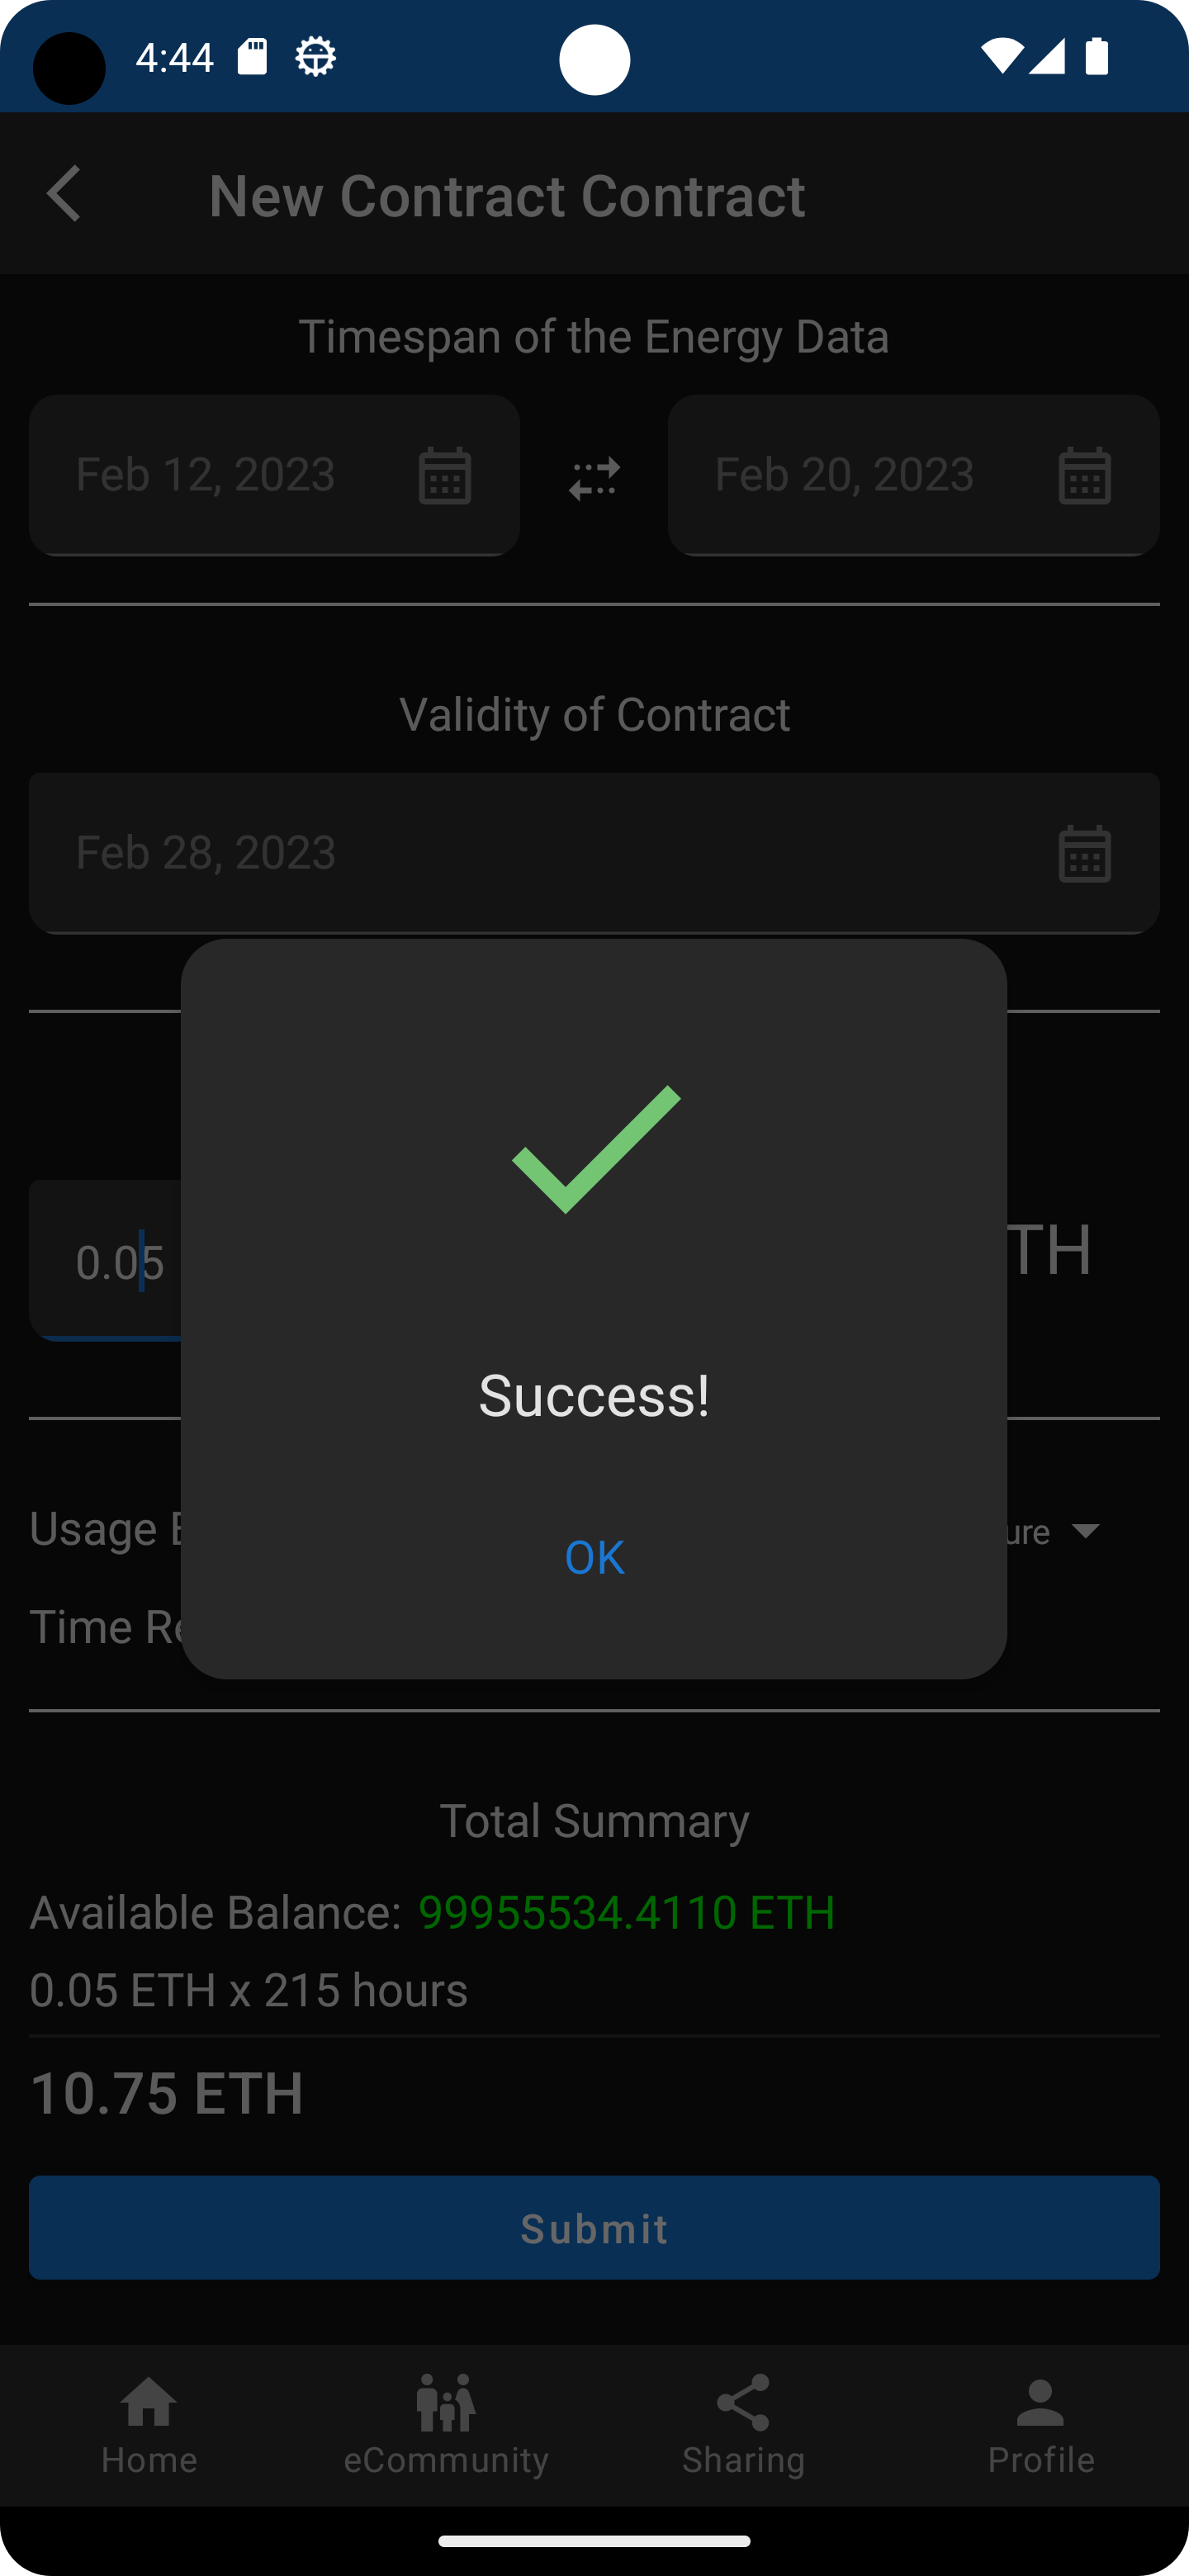 4:44
New Contract Contract
Timespan of the Energy Data
Feb 12, 2023
Feb 20, 2023
Validity of Contract
Feb 28, 2023
0.05
TH
Success!
Usage
ure
OK
Time
Total Summary
Available Balance: 99955534.4110 ETH
0.05 ETH x 215 hours
10.75 ETH
Submit
Home eCommunity Sharing Profile